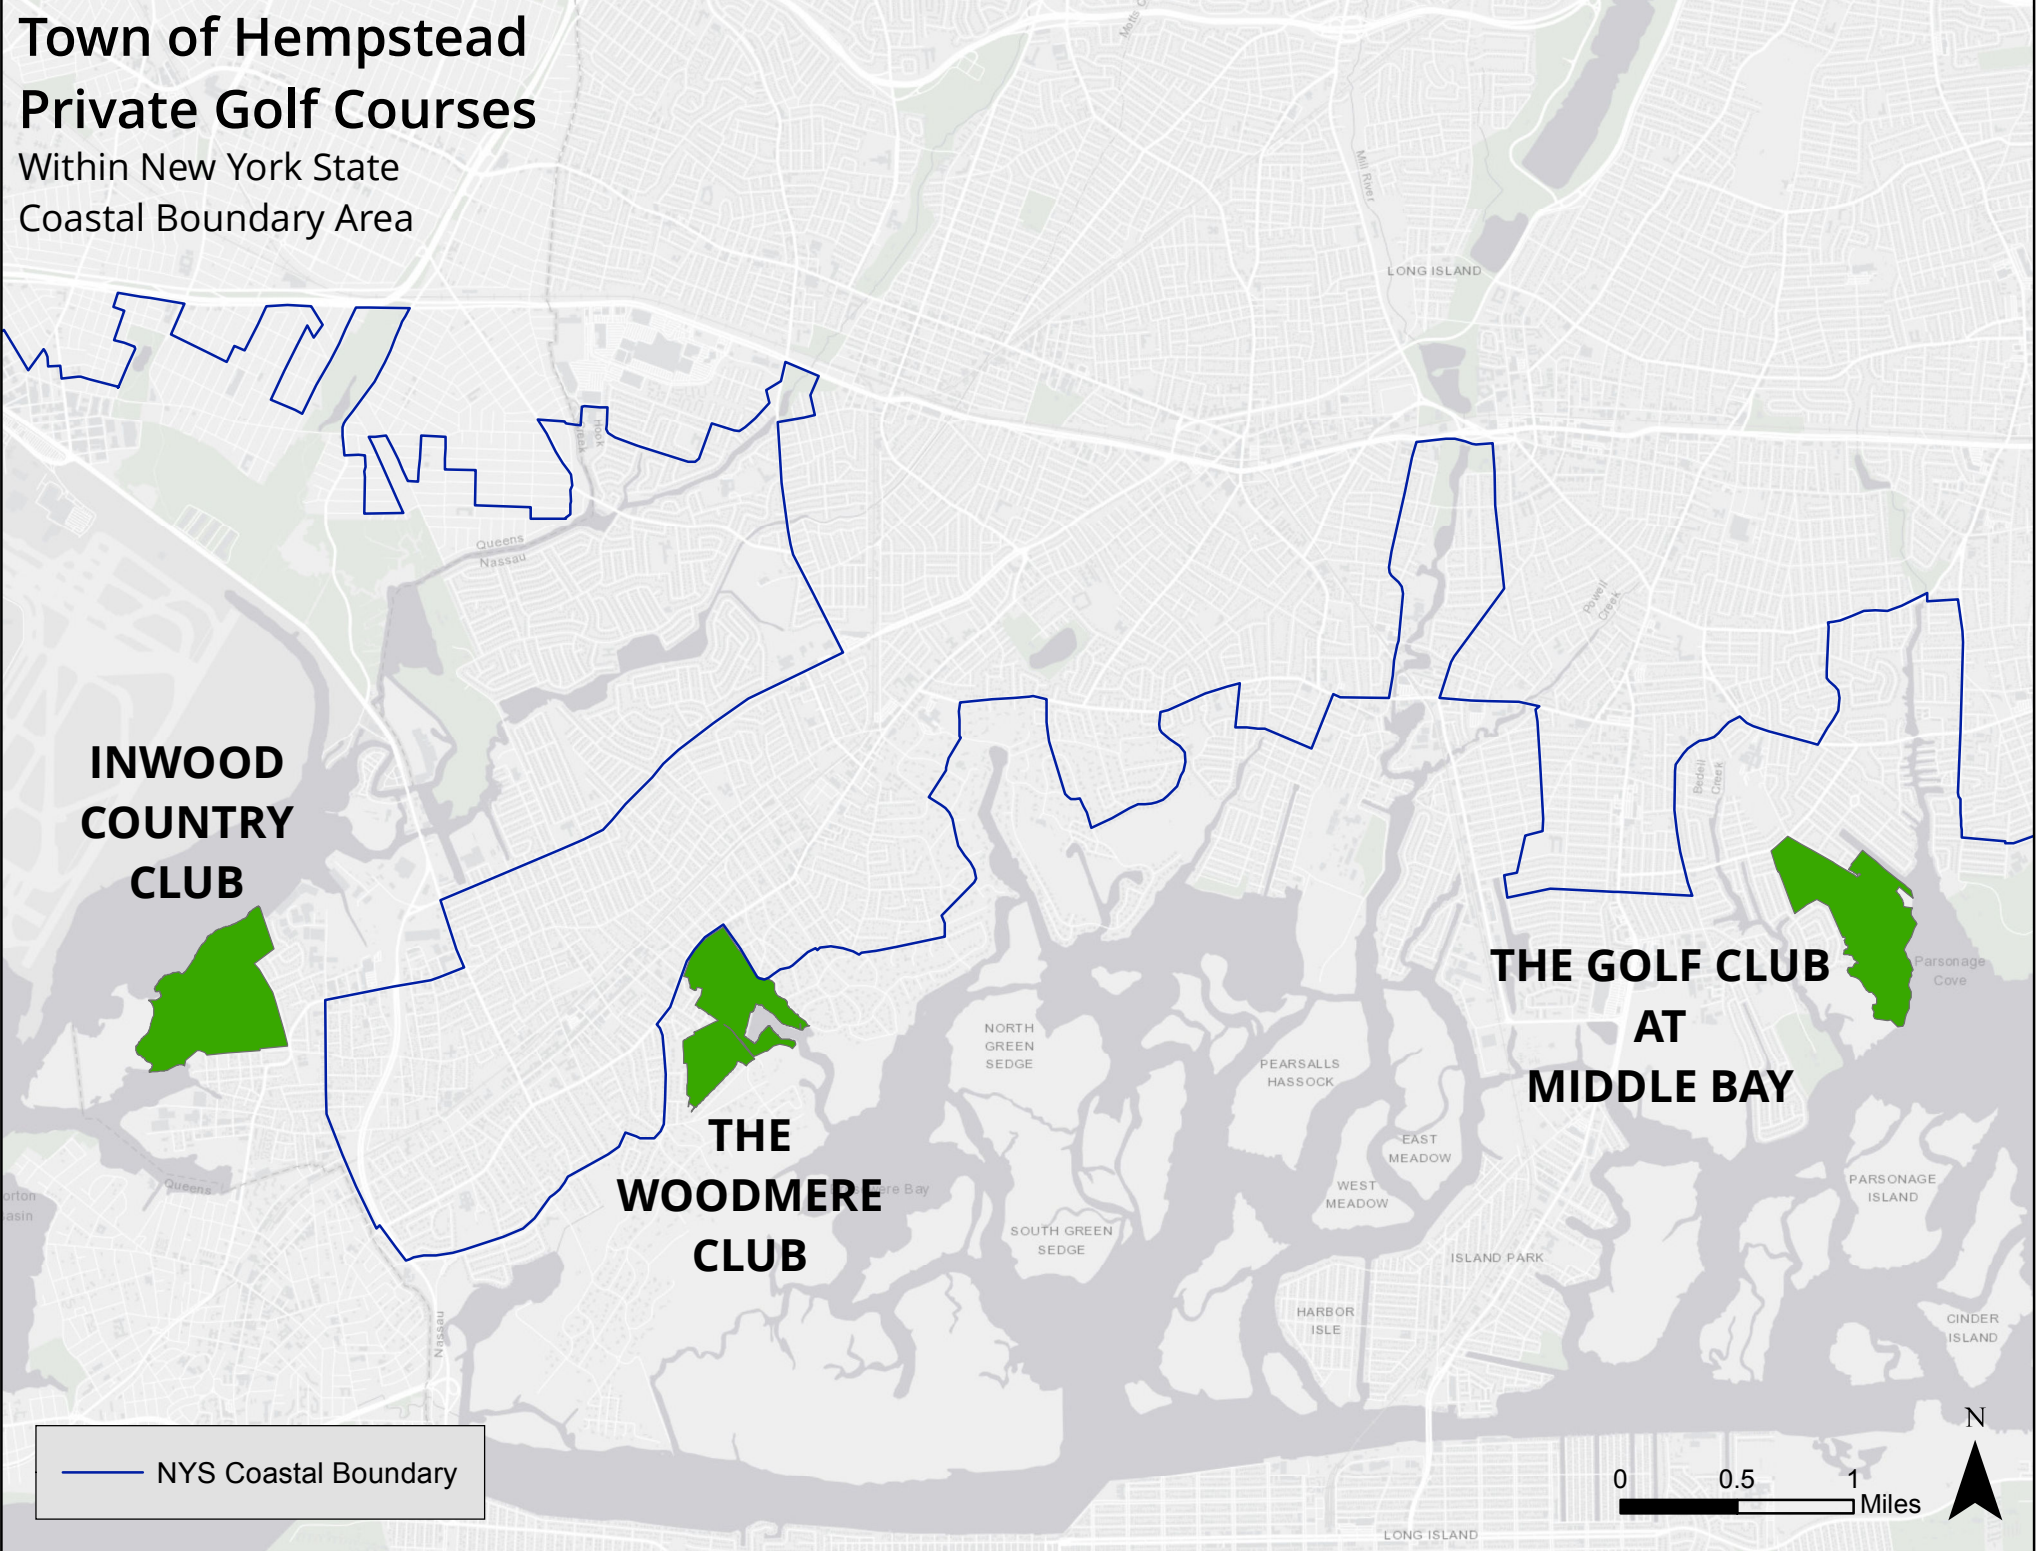 Town of Hempstead
Private Golf Courses
Within New York State
Coastal Boundary Area
Mill River
LONG ISLAND
Hook
Creek
Queens
Nassau
Powell
Creek
Bedell
Creek
INWOOD
COUNTRY
CLUB
THE GOLF CLUB
AT
MIDDLE BAY
Parsonage
Cove
NORTH
GREEN
SEDGE
PEARSALLS
HASSOCK
THE
WOODMERE
CLUB
Bay
EAST
MEADOW
WEST
MEADOW
PARSONAGE
ISLAND
Queens
SOUTH GREEN
SEDGE
ISLAND PARK
HARBOR
ISLE
CINDER
ISLAND
Nassau
NYS Coastal Boundary
N
0 0.5 1
Miles
LONG ISLAND